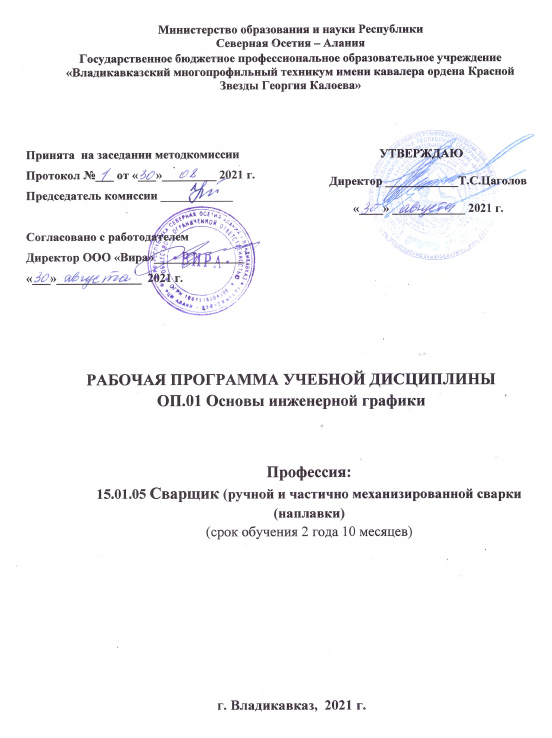 Министерство образования и науки Республики
Северная Осетия – Алания
Государственное бюджетное профессиональное образовательное учреждение
«Владикавказский многопрофильный техникум имени кавалера ордена Красной
Звезды Георгия Калоева»
Принята на заседании методкомиссии
Протокол № 1 от «30» 08 2021 г.
Председатель комиссии
УТВЕРЖДАЮ
Директор Т.С.Цаголов
«30» августа 2021 г.
Согласовано с работодателем
Директор ООО «Вира»
«30» августа 2021 г.
ВИРА
РАБОЧАЯ ПРОГРАММА УЧЕБНОЙ ДИСЦИПЛИНЫ
ОП.01 Основы инженерной графики
Профессия:
15.01.05 Сварщик (ручной и частично механизированной сварки
(наплавки)
(срок обучения 2 года 10 месяцев)
г. Владикавказ, 2021 г.